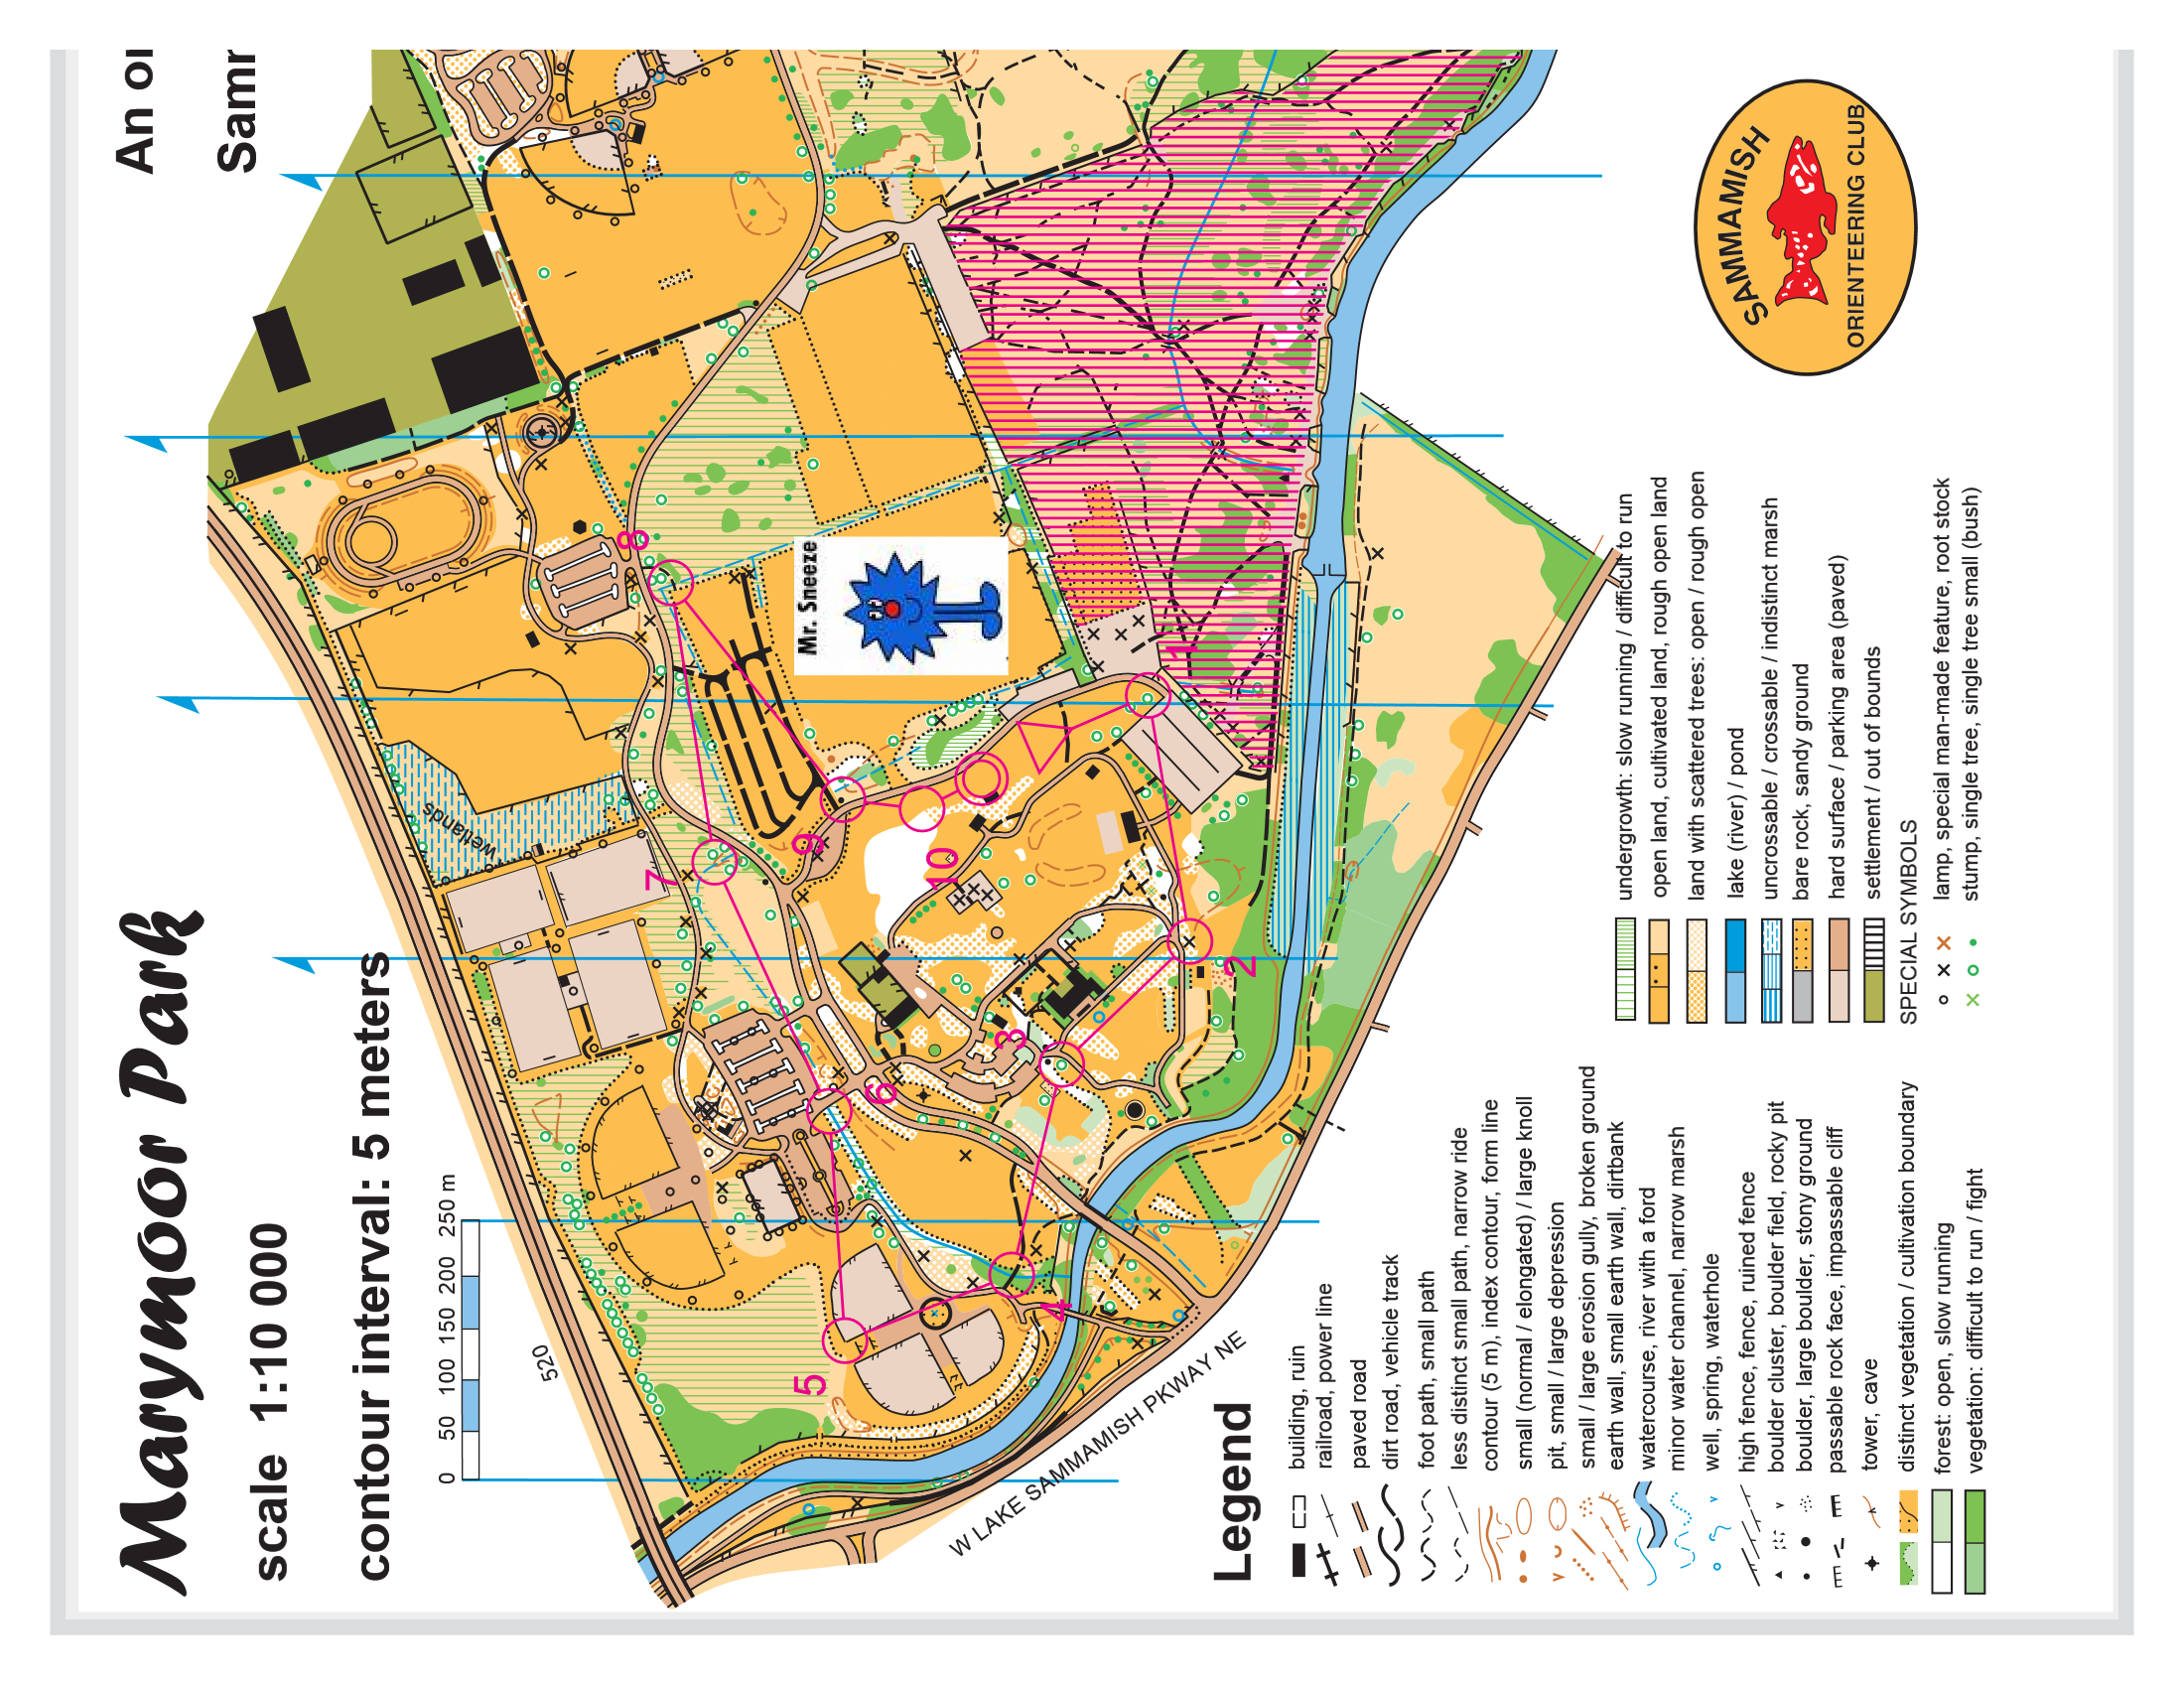 Marymoor Park
scale 1:10 000
contour interval: 5 meters
An or
Samm
0 50 100 150 200 250 m
520
wetlands
W LAKE SAMMAMISH PKWAY NE
Mr. Sneeze
1
2
3
4
5
6
7
8
9
10
Legend
building, ruin
railroad, power line
paved road
dirt road, vehicle track
foot path, small path
less distinct small path, narrow ride
contour (5 m), index contour, form line
small (normal / elongated) / large knoll
pit, small / large depression
small / large erosion gully, broken ground
earth wall, small earth wall, dirtbank
watercourse, river with a ford
minor water channel, narrow marsh
well, spring, waterhole
high fence, fence, ruined fence
boulder cluster, boulder field, rocky pit
boulder, large boulder, stony ground
passable rock face, impassable cliff
tower, cave
distinct vegetation / cultivation boundary
forest: open, slow running
vegetation: difficult to run / fight
undergrowth: slow running / difficult to run
open land, cultivated land, rough open land
land with scattered trees: open / rough open
lake (river) / pond
uncrossable / crossable / indistinct marsh
bare rock, sandy ground
hard surface / parking area (paved)
settlement / out of bounds
SPECIAL SYMBOLS
lamp, special man-made feature, root stock
stump, single tree, single tree small (bush)
SAMMAMISH
ORIENTEERING CLUB